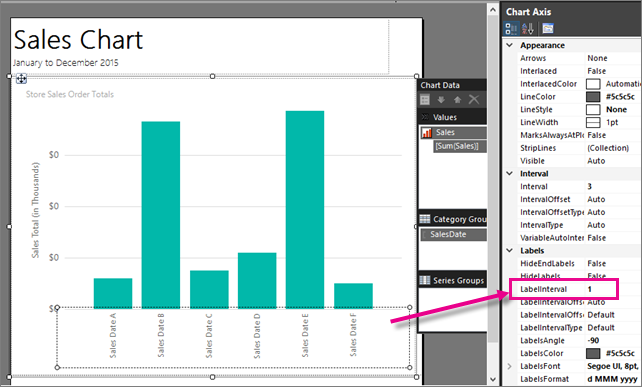 Sales Chart
January to December 2015
Store Sales Order Totals
Sales Total (in Thousands)
$0
$0
$0
Sales Date A
Sales Date B
Sales Date C
Sales Date D
Sales Date E
Sales Date F
Chart Data
Values
Sales
[Sum(Sales)]
Category Grou
SalesDate
Series Groups
Chart Axis
Appearance
Arrows None
Interlaced False
InterlacedColor Automatic
LineColor #5c5c5c
LineStyle None
LineWidth 1pt
MarksAlwaysAtPl False
StripLines (Collection)
Visible Auto
Interval
Interval 3
IntervalOffset Auto
IntervalOffsetType Auto
IntervalType Auto
VariableAutoInter False
Labels
HideEndLabels False
HideLabels False
LabelInterval 1
LabelIntervalOffs Auto
LabelIntervalOffs Default
LabelIntervalType Default
LabelsAngle -90
LabelsColor #5c5c5c
LabelsFont Segoe UI, 8pt,
LabelsFormat d MMM yyyy